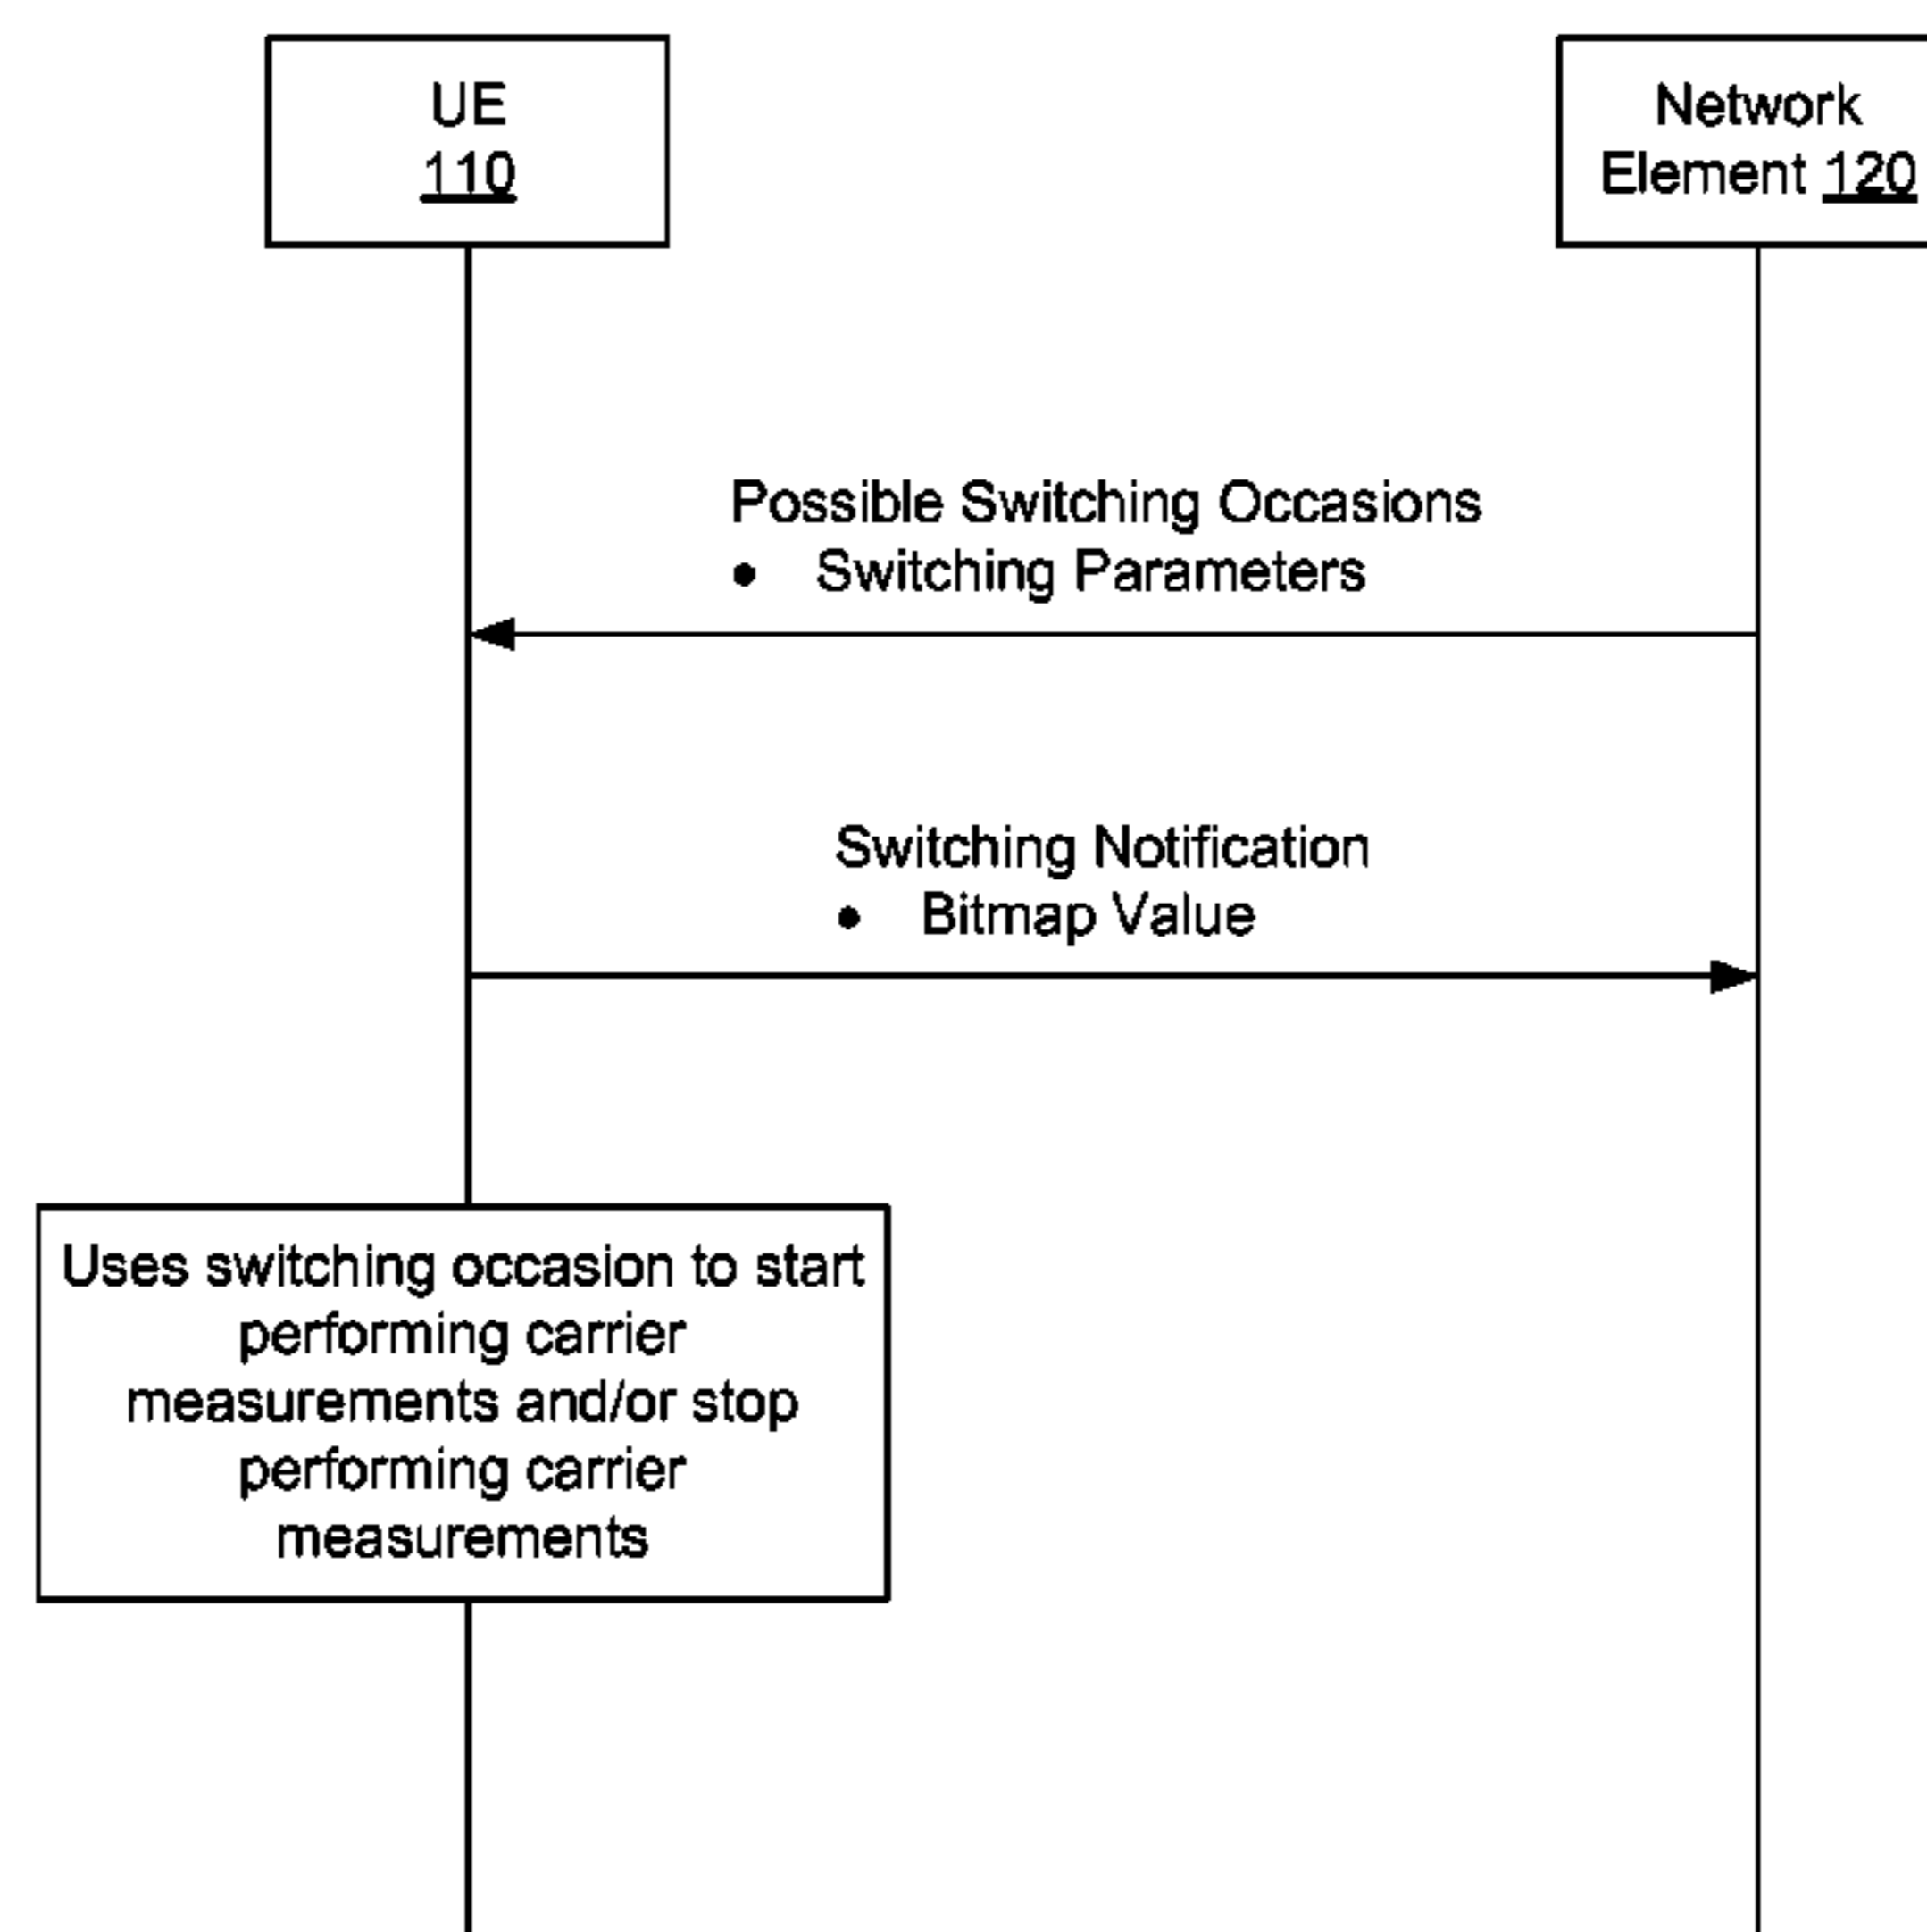 UE
110
Network
Element 120
Possible Switching Occasions
• Switching Parameters
Switching Notification
• Bitmap Value
Uses switching occasion to start
performing carrier
measurements and/or stop
performing carrier
measurements